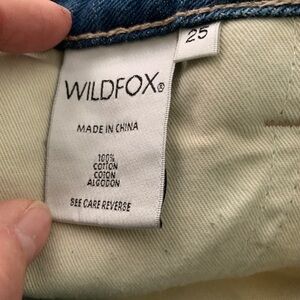 25
WILDFOX®
MADE IN CHINA
100%
COTTON
COTON
ALGODON
SEE CARE REVERSE